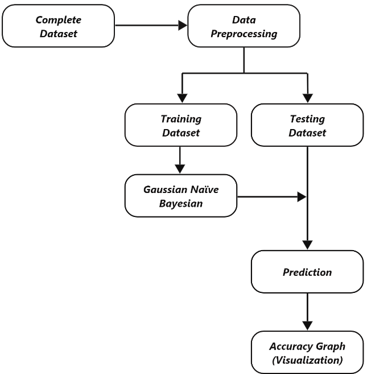 Complete
Dataset
Data
Preprocessing
Training
Dataset
Testing
Dataset
Gaussian Naïve
Bayesian
Prediction
Accuracy Graph
(Visualization)